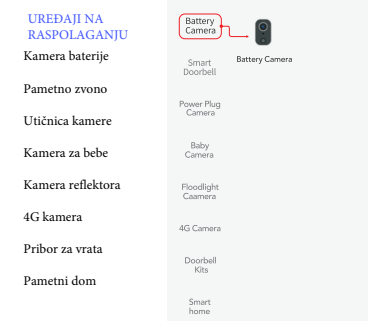 UREĐAJI NA
RASPOLAGANJU
Kamera baterije
Pametno zvono
Utičnica kamere
Kamera za bebe
Kamera reflektora
4G kamera
Pribor za vrata
Pametni dom
Battery
Camera
Battery Camera
Smart
Doorbell
Power Plug
Camera
Baby
Camera
Floodlight
Caamera
4G Camera
Doorbell
Kits
Smart
home